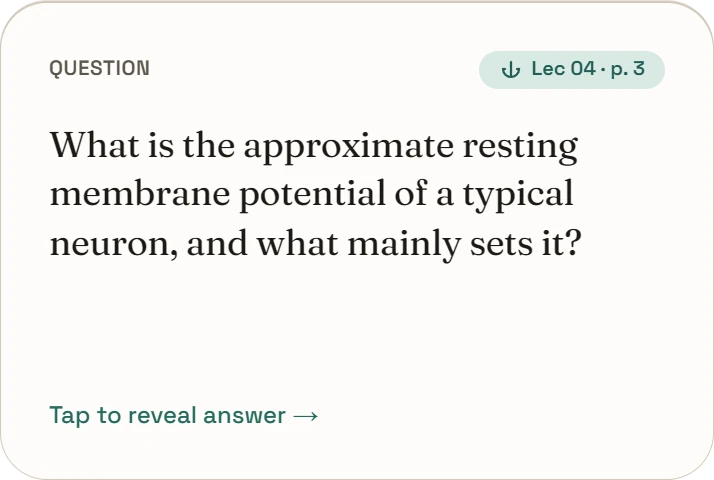 QUESTION
Lec 04 · p. 3
What is the approximate resting
membrane potential of a typical
neuron, and what mainly sets it?
Tap to reveal answer →